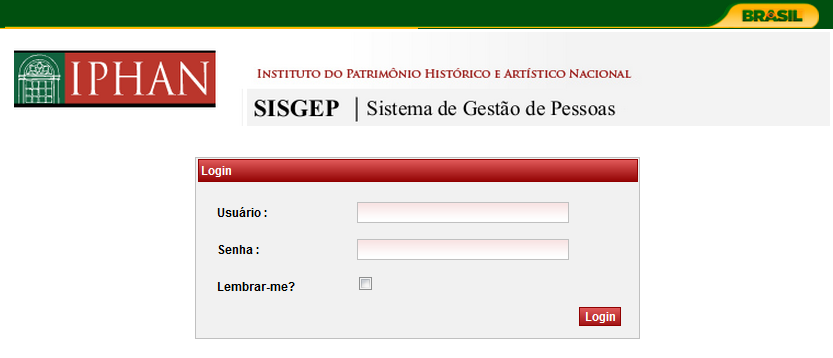 BRASIL
IPHAN
Instituto do Patrimônio Histórico e Artístico Nacional
SISGEP | Sistema de Gestão de Pessoas
Login
Usuário :
Senha :
Lembrar-me?
Login